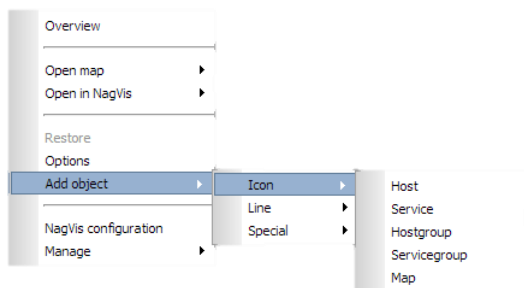 Overview
Open map
Open in NagVis
Restore
Options
Add object
NagVis configuration
Manage
Icon
Line
Special
Host
Service
Hostgroup
Servicegroup
Map